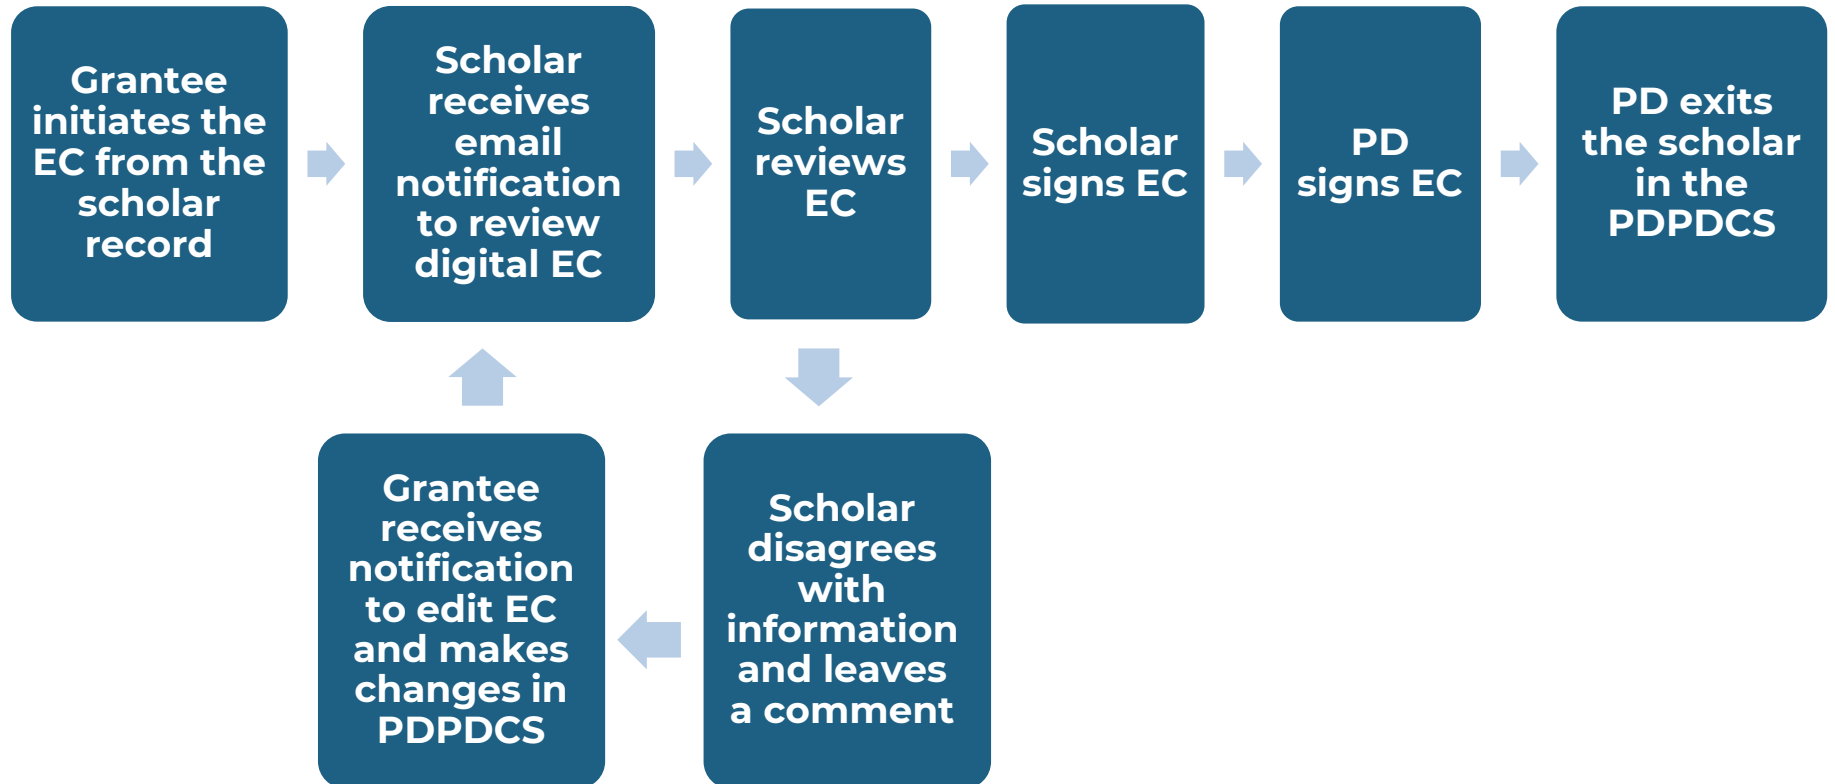 Grantee
initiates the
EC from the
scholar
record
Scholar
receives
email
notification
to review
digital EC
Scholar
reviews
EC
Scholar
signs EC
PD
signs EC
PD exits
the scholar
in the
PDPDCS
Grantee
receives
notification
to edit EC
and makes
changes in
PDPDCS
Scholar
disagrees
with
information
and leaves
a comment